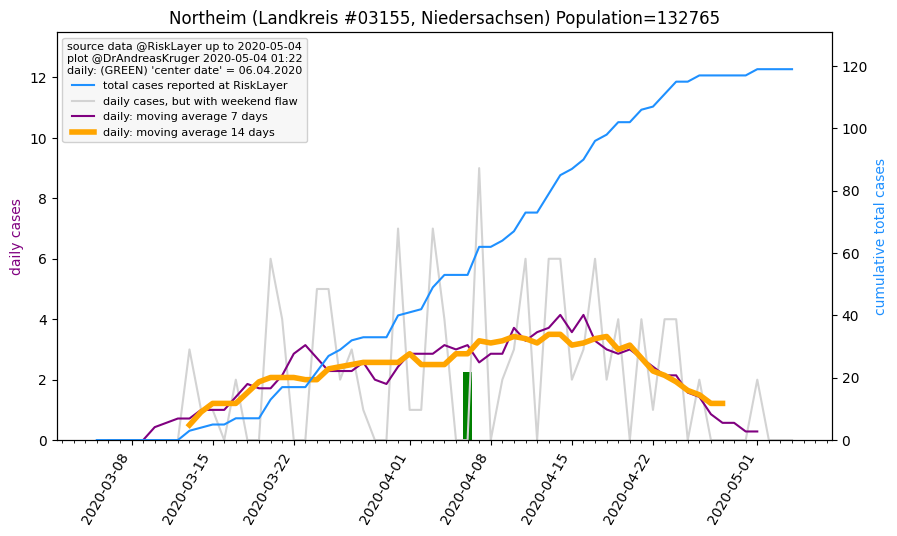 Northeim (Landkreis #03155, Niedersachsen) Population=132765
source data @RiskLayer up to 2020-05-04
plot @DrAndreasKruger 2020-05-04 01:22
daily: (GREEN) 'center date' = 06.04.2020
total cases reported at RiskLayer
daily cases, but with weekend flaw
daily: moving average 7 days
daily: moving average 14 days
daily cases
12
10
8
6
4
2
0
120
100
80
60
40
20
0
cumulative total cases
2020-03-08
2020-03-15
2020-03-22
2020-04-01
2020-04-08
2020-04-15
2020-04-22
2020-05-01